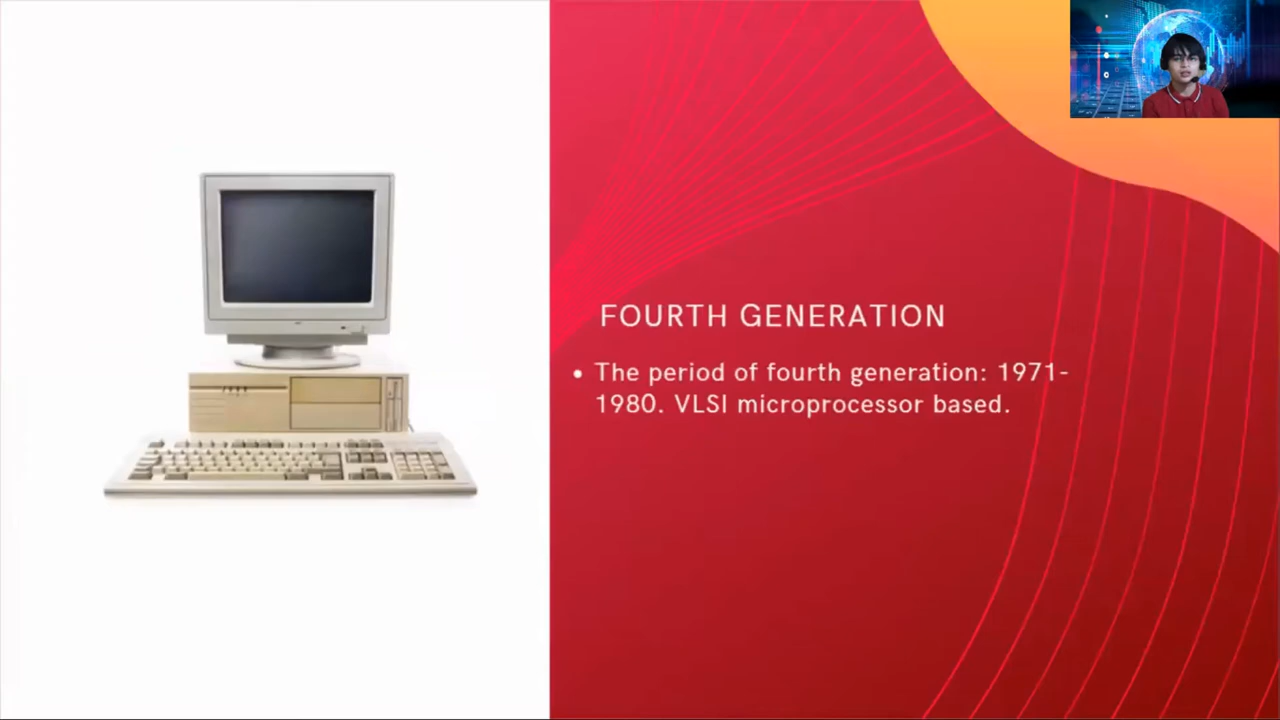 FOURTH GENERATION
• The period of fourth generation: 1971-
1980. VLSI microprocessor based.